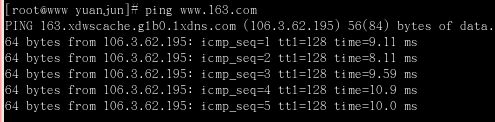 [root@www yuanjun]# ping www.163.com
PING 163.xdwscache.glb0.lxdns.com (106.3.62.195) 56(84) bytes of data.
64 bytes from 106.3.62.195: icmp_seq=1 ttl=128 time=9.11 ms
64 bytes from 106.3.62.195: icmp_seq=2 ttl=128 time=8.11 ms
64 bytes from 106.3.62.195: icmp_seq=3 ttl=128 time=9.59 ms
64 bytes from 106.3.62.195: icmp_seq=4 ttl=128 time=10.9 ms
64 bytes from 106.3.62.195: icmp_seq=5 ttl=128 time=10.0 ms